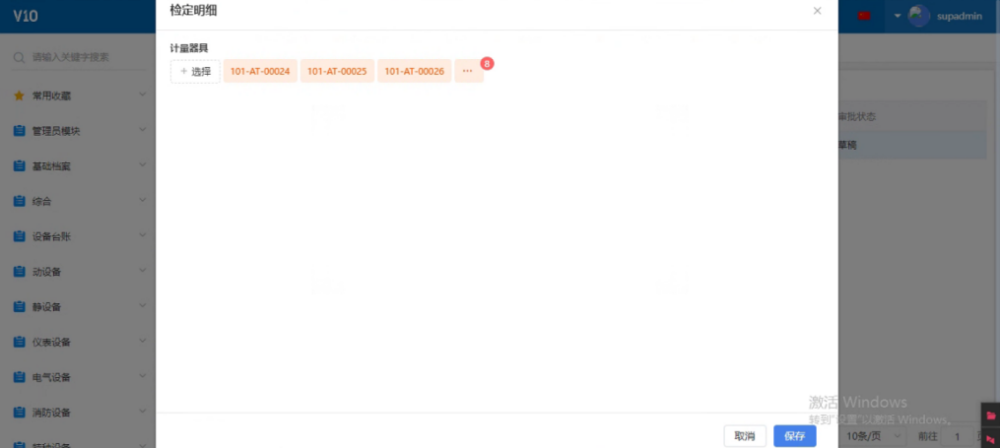 V10
检定明细
supadmin
计量器具
+ 选择
101-AT-00024
101-AT-00025
101-AT-00026
···
8
请输入关键字搜索
常用收藏
管理员模块
基础档案
综合
设备台账
动设备
静设备
仪表设备
电气设备
消防设备
特种设备
审批状态
草稿
激活 Windows
转到"设置"以激活 Windows。
取消
保存
10条/页
前往
1